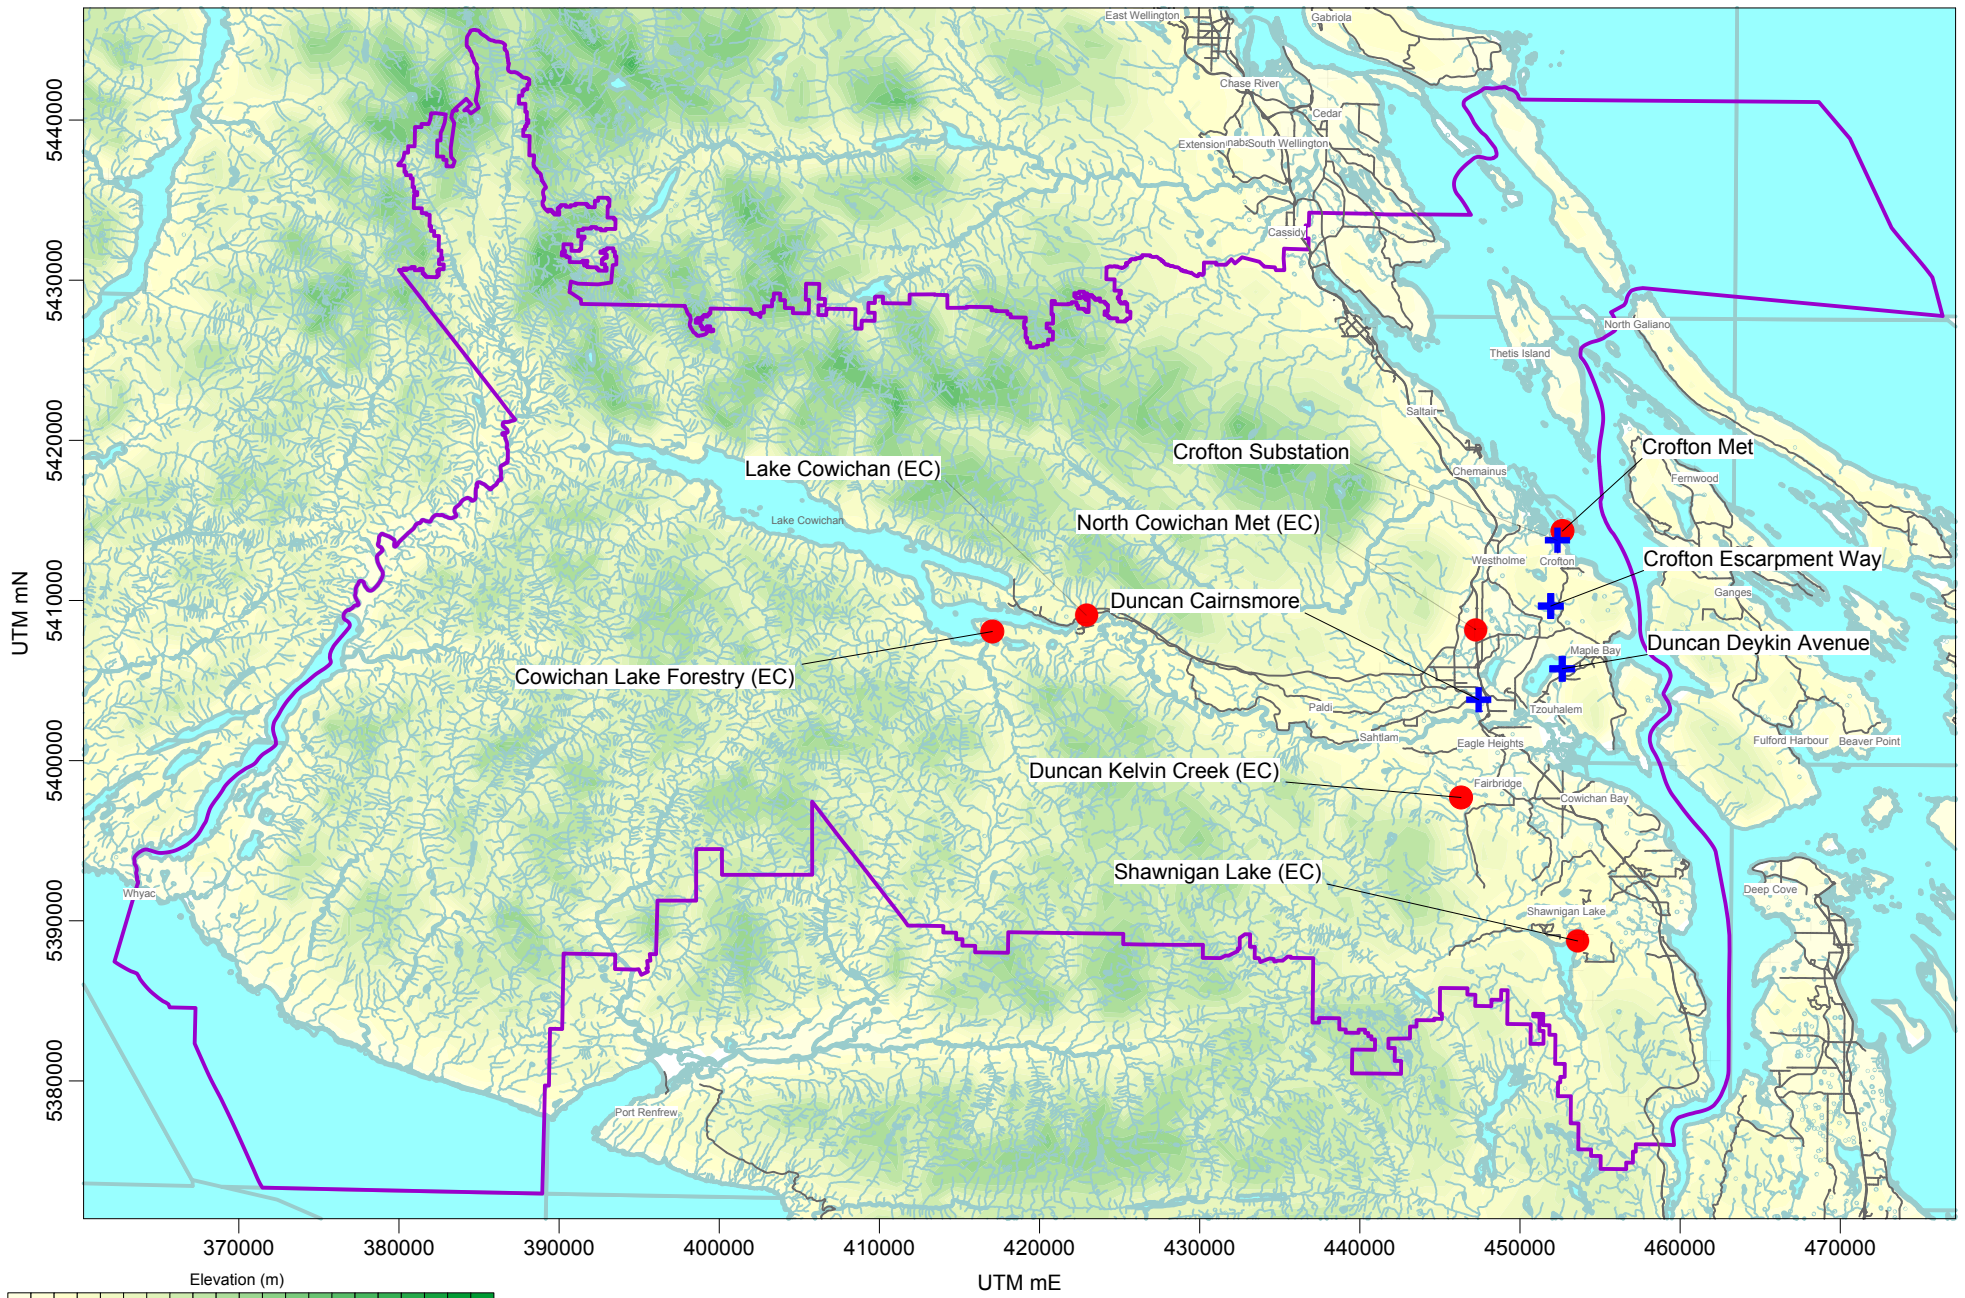 East Wellington
Gabriola
Chase River
Cedar
Extension
South Wellington
Cassidy
North Galiano
Thetis Island
Saltair
Crofton Substation
Crofton Met
Lake Cowichan (EC)
Chemainus
Fernwood
Lake Cowichan
North Cowichan Met (EC)
Westholme
Crofton
Crofton Escarpment Way
Ganges
Duncan Cairnsmore
Duncan Deykin Avenue
Maple Bay
Cowichan Lake Forestry (EC)
Paldi
Tzouhalem
Sahtlam
Eagle Heights
Fulford Harbour
Beaver Point
Duncan Kelvin Creek (EC)
Fairbridge
Cowichan Bay
Shawnigan Lake (EC)
Whyac
Deep Cove
Shawnigan Lake
Port Renfrew
UTM mN
5440000
5430000
5420000
5410000
5400000
5390000
5380000
370000 380000 390000 400000 410000 420000 430000 440000 450000 460000 470000
UTM mE
Elevation (m)